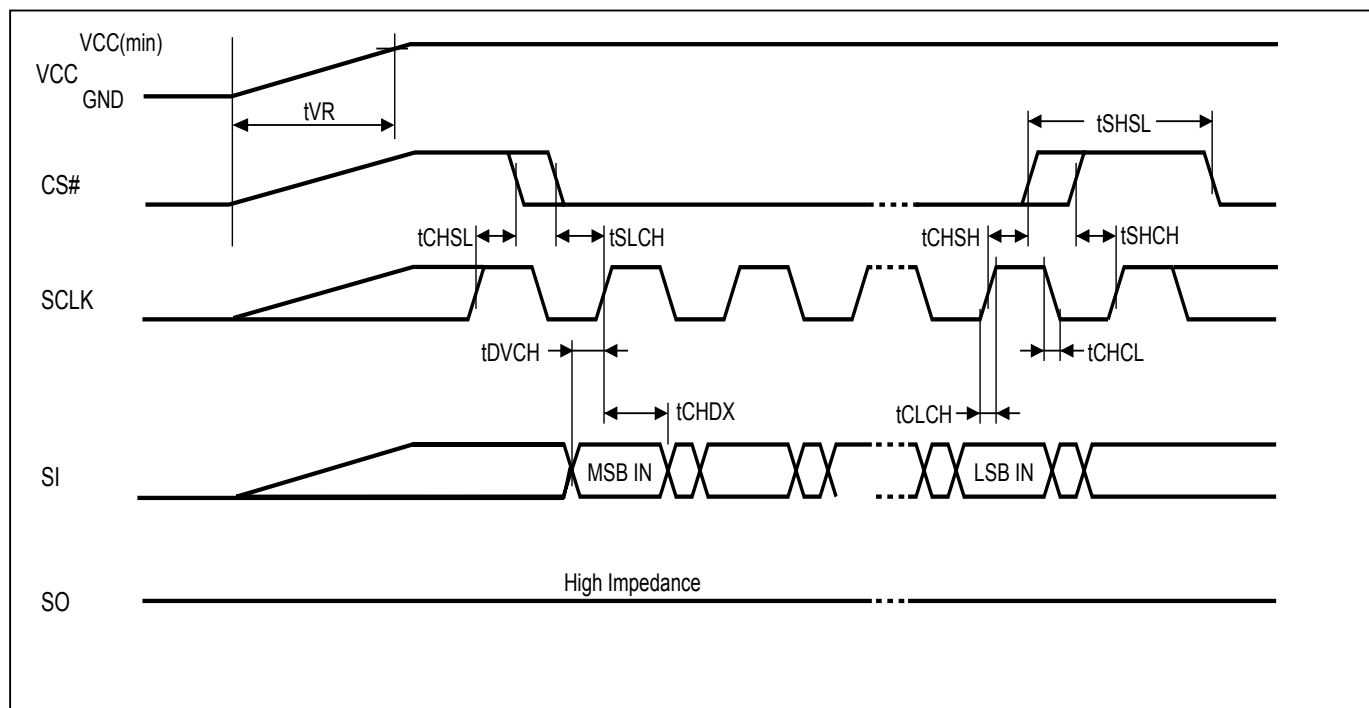 VCC(min)
VCC
GND
tVR
tSHSL
CS#
tCHSL
tSLCH
tCHSH
tSHCH
SCLK
tDVCH
tCHCL
tCHDX
tCLCH
SI
MSB IN
LSB IN
High Impedance
SO